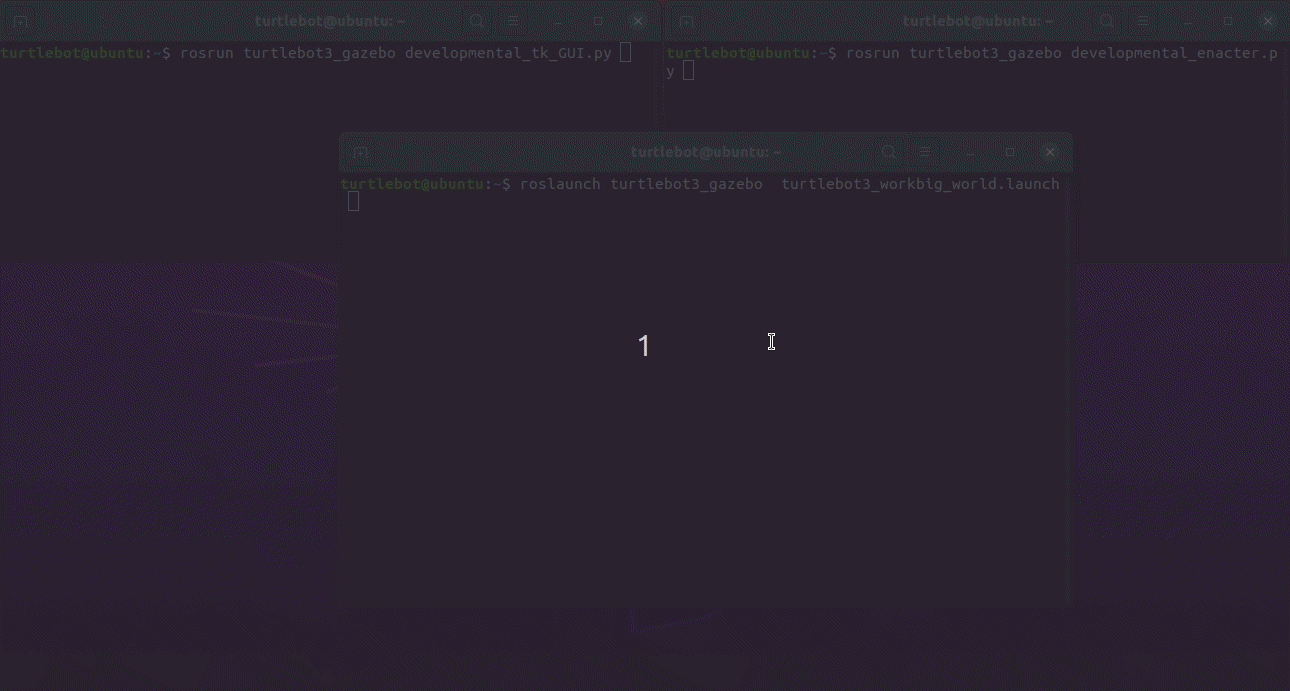 turtlebot@ubuntu: ~
turtlebot@ubuntu:~$ rosrun turtlebot3_gazebo developmental_tk_GUI.py
turtlebot@ubuntu: ~
turtlebot@ubuntu:~$ rosrun turtlebot3_gazebo developmental_enacter.p
y
turtlebot@ubuntu: ~
turtlebot@ubuntu:~$ roslaunch turtlebot3_gazebo  turtlebot3_workbig_world.launch
1